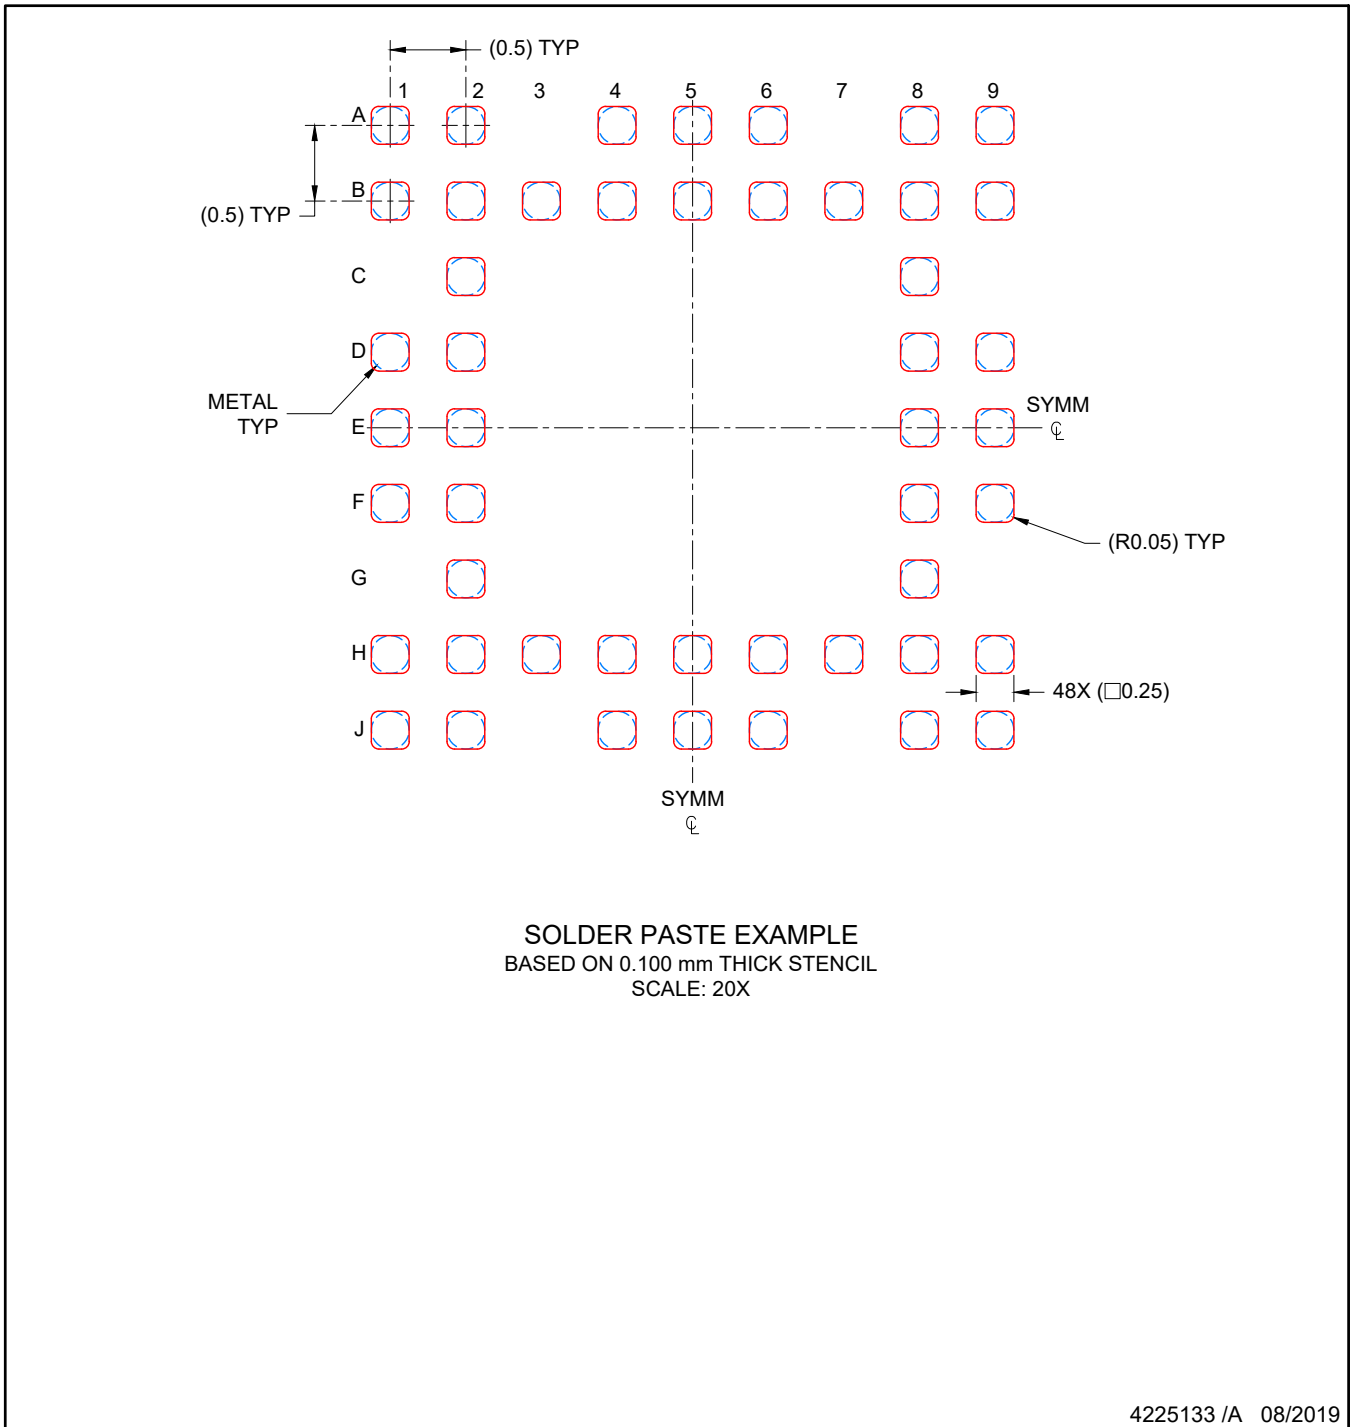 (0.5) TYP
1 2 3 4 5 6 7 8 9
A
B
(0.5) TYP
C
D
METAL
TYP
E
SYMM
℄
F
(R0.05) TYP
G
H
48X (□0.25)
J
SYMM
℄
SOLDER PASTE EXAMPLE
BASED ON 0.100 mm THICK STENCIL
SCALE: 20X
4225133 /A 08/2019